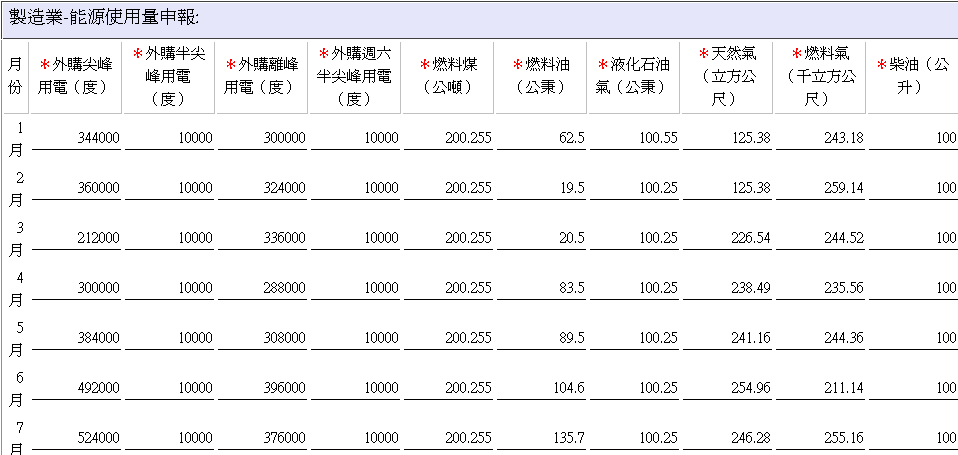 製造業-能源使用量申報:
月份 *外購尖峰用電（度） *外購半尖峰用電（度） *外購離峰用電（度） *外購週六半尖峰用電（度） *燃料煤（公噸） *燃料油（公秉） *液化石油氣（公秉） *天然氣（立方公尺） *燃料氣（千立方公尺） *柴油（公升）
1月 344000 10000 300000 10000 200.255 62.5 100.55 125.38 243.18 100
2月 360000 10000 324000 10000 200.255 19.5 100.25 125.38 259.14 100
3月 212000 10000 336000 10000 200.255 20.5 100.25 226.54 244.52 100
4月 300000 10000 288000 10000 200.255 83.5 100.25 238.49 235.56 100
5月 384000 10000 308000 10000 200.255 89.5 100.25 241.16 244.36 100
6月 492000 10000 396000 10000 200.255 104.6 100.25 254.96 211.14 100
7月 524000 10000 376000 10000 200.255 135.7 100.25 246.28 255.16 100